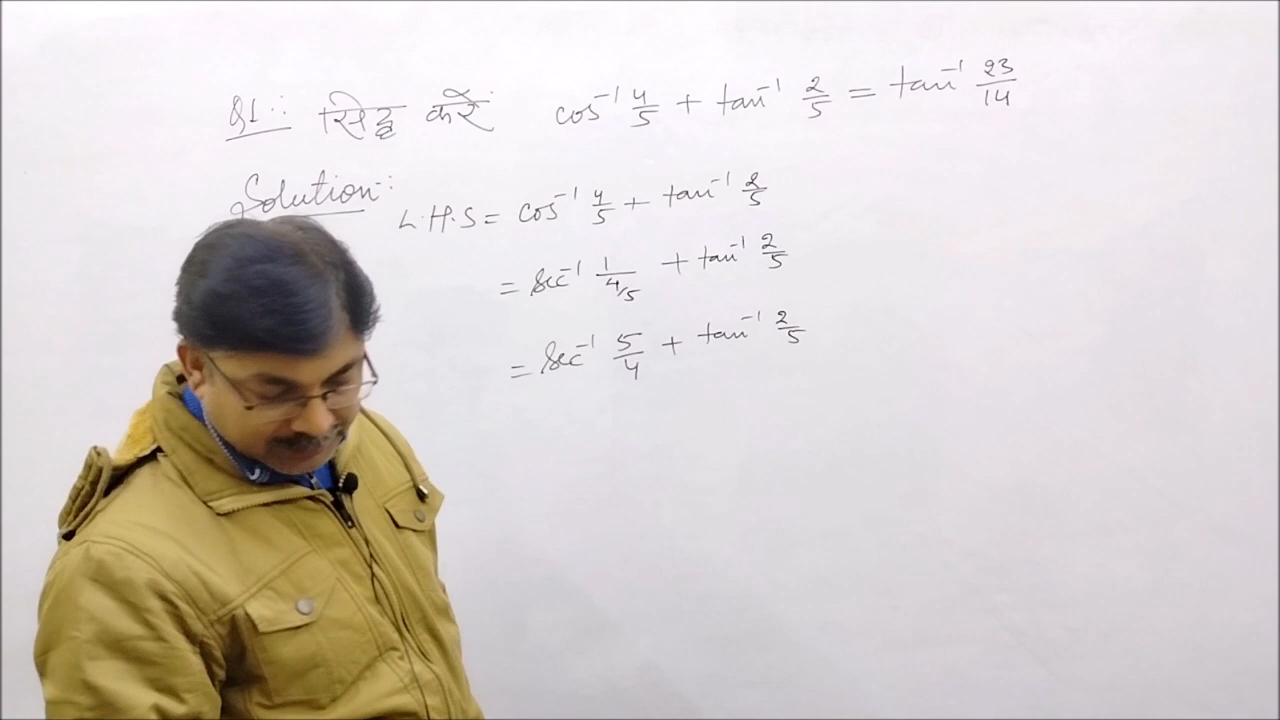 Q1:- सिद्ध करें cos⁻¹ 4/5 + tan⁻¹ 2/5 = tan⁻¹ 23/14
Solution:-
L.H.S = cos⁻¹ 4/5 + tan⁻¹ 2/5
= sec⁻¹ 1/(4/5) + tan⁻¹ 2/5
= sec⁻¹ 5/4 + tan⁻¹ 2/5